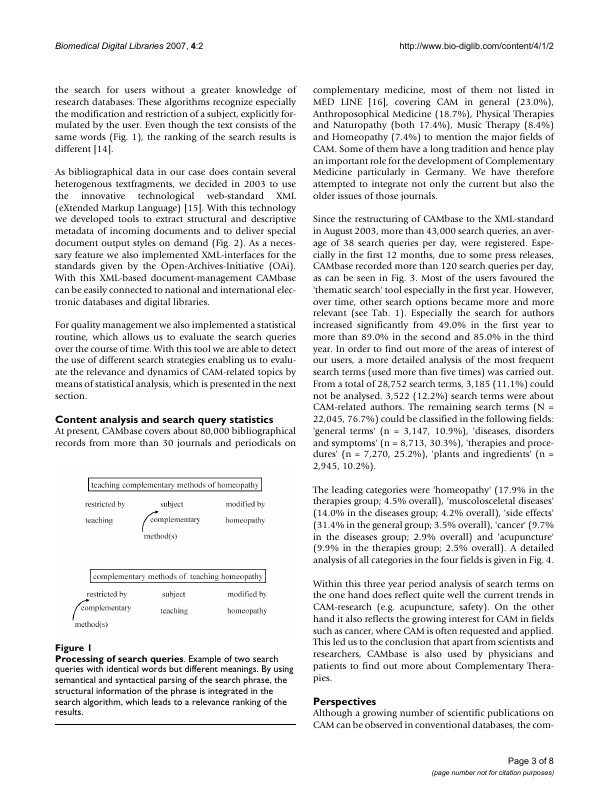 Biomedical Digital Libraries 2007, 4:2
http://www.bio-diglib.com/content/4/1/2
the search for users without a greater knowledge of
research databases. These algorithms recognize especially
the modification and restriction of a subject, explicitly for-
mulated by the user. Even though the text consists of the
same words (Fig. 1), the ranking of the search results is
different [14].
As bibliographical data in our case does contain several
heterogenous textfragments, we decided in 2003 to use
the innovative technological web-standard XML
(eXtended Markup Language) [15]. With this technology
we developed tools to extract structural and descriptive
metadata of incoming documents and to deliver special
document output styles on demand (Fig. 2). As a neces-
sary feature we also implemented XML-interfaces for the
standards given by the Open-Archives-Initiative (OAi).
With this XML-based document-management CAMbase
can be easily connected to national and international elec-
tronic databases and digital libraries.
For quality management we also implemented a statistical
routine, which allows us to evaluate the search queries
over the course of time. With this tool we are able to detect
the use of different search strategies enabling us to evalu-
ate the relevance and dynamics of CAM-related topics by
means of statistical analysis, which is presented in the next
section.
Content analysis and search query statistics
At present, CAMbase covers about 80,000 bibliographical
records from more than 30 journals and periodicals on
teaching complementary methods of homeopathy
restricted by subject modified by
teaching complementary homeopathy
method(s)
complementary methods of teaching homeopathy
restricted by subject modified by
complementary teaching homeopathy
method(s)
Figure 1
Processing of search queries. Example of two search
queries with identical words but different meanings. By using
semantical and syntactical parsing of the search phrase, the
structural information of the phrase is integrated in the
search algorithm, which leads to a relevance ranking of the
results.
complementary medicine, most of them not listed in
MED LINE [16], covering CAM in general (23.0%),
Anthroposophical Medicine (18.7%), Physical Therapies
and Naturopathy (both 17.4%), Music Therapy (8.4%)
and Homeopathy (7.4%) to mention the major fields of
CAM. Some of them have a long tradition and hence play
an important role for the development of Complementary
Medicine particularly in Germany. We have therefore
attempted to integrate not only the current but also the
older issues of those journals.
Since the restructuring of CAMbase to the XML-standard
in August 2003, more than 43,000 search queries, an aver-
age of 38 search queries per day, were registered. Espe-
cially in the first 12 months, due to some press releases,
CAMbase recorded more than 120 search queries per day,
as can be seen in Fig. 3. Most of the users favoured the
'thematic search' tool especially in the first year. However,
over time, other search options became more and more
relevant (see Tab. 1). Especially the search for authors
increased significantly from 49.0% in the first year to
more than 89.0% in the second and 85.0% in the third
year. In order to find out more of the areas of interest of
our users, a more detailed analysis of the most frequent
search terms (used more than five times) was carried out.
From a total of 28,752 search terms, 3,185 (11.1%) could
not be analysed. 3,522 (12.2%) search terms were about
CAM-related authors. The remaining search terms (N =
22,045, 76.7%) could be classified in the following fields:
'general terms' (n = 3,147, 10.9%), 'diseases, disorders
and symptoms' (n = 8,713, 30.3%), 'therapies and proce-
dures' (n = 7,270, 25.2%), 'plants and ingredients' (n =
2,945, 10.2%).
The leading categories were 'homeopathy' (17.9% in the
therapies group; 4.5% overall), 'muscoloscletal diseases'
(14.0% in the diseases group; 4.2% overall), 'side effects'
(31.4% in the general group; 3.5% overall), 'cancer' (9.7%
in the diseases group; 2.9% overall) and 'acupuncture'
(9.9% in the therapies group; 2.5% overall). A detailed
analysis of all categories in the four fields is given in Fig. 4.
Within this three year period analysis of search terms on
the one hand does reflect quite well the current trends in
CAM-research (e.g. acupuncture, safety). On the other
hand it also reflects the growing interest for CAM in fields
such as cancer, where CAM is often requested and applied.
This led us to the conclusion that apart from scientists and
researchers, CAMbase is also used by physicians and
patients to find out more about Complementary Thera-
pies.
Perspectives
Although a growing number of scientific publications on
CAM can be observed in conventional databases, the com-
Page 3 of 8
(page number not for citation purposes)